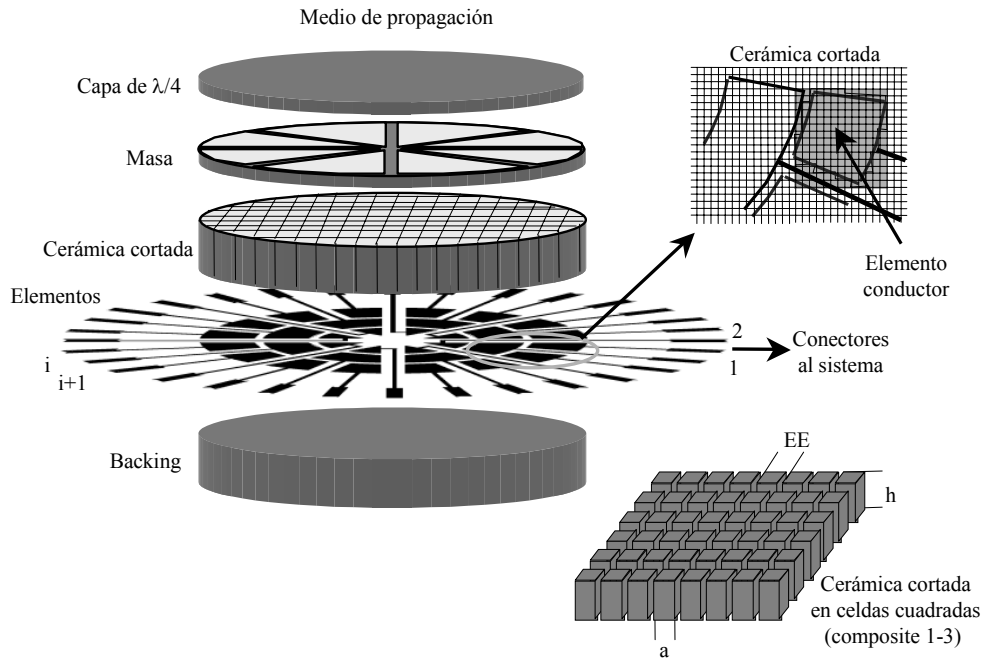 Medio de propagación
Capa de λ/4
Masa
Cerámica cortada
Elementos
i
i+1
2
1
Conectores
al sistema
Backing
Cerámica cortada
Elemento
conductor
EE
h
a
Cerámica cortada
en celdas cuadradas
(composite 1-3)